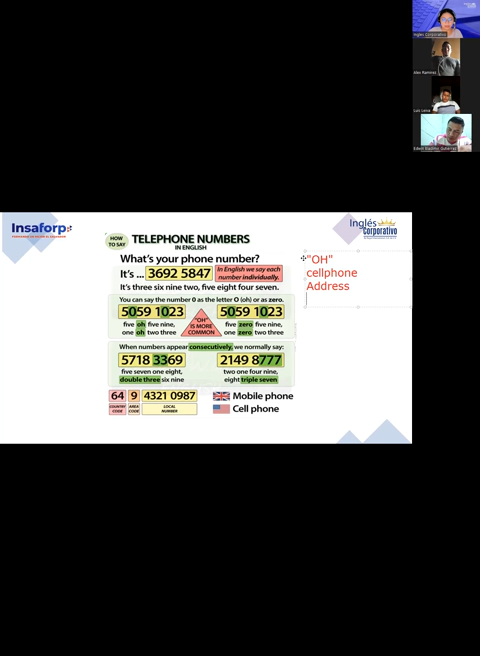 Inglés Corporativo
Alex Ramirez
Luis Leiva
Insaforp
Inglés
Corporativo
HOW
TO SAY
TELEPHONE NUMBERS
IN ENGLISH
What's your phone number?
It's ... 3692 5847
In English we say each
number individually.
It's three six nine two, five eight four seven.
You can say the number 0 as the letter O (oh) or as zero.
5059 1023
"OH"
IS MORE
COMMON
5059 1023
five oh five nine,
one oh two three
five zero five nine,
one zero two three
When numbers appear consecutively, we normally say:
5718 3369
2149 8777
five seven one eight,
double three six nine
two one four nine,
eight triple seven
64 9 4321 0987
COUNTRY
CODE
AREA
CODE
LOCAL
NUMBER
Mobile phone
Cell phone
"OH"
cellphone
Address